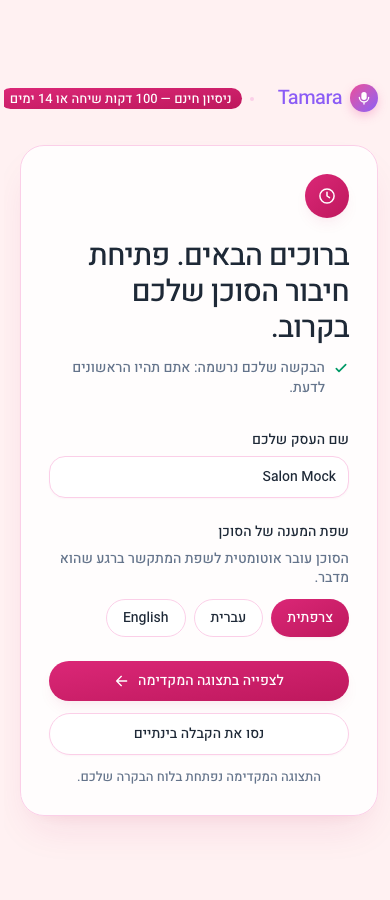 Tamara
ניסיון חינם — 100 דקות שיחה או 14 ימים
ברוכים הבאים. פתיחת
חיבור הסוכן שלכם
בקרוב.
הבקשה שלכם נרשמה: אתם תהיו הראשונים
לדעת.
שם העסק שלכם
Salon Mock
שפת המענה של הסוכן
הסוכן עובר אוטומטית לשפת המתקשר ברגע שהוא
מדבר.
צרפתית
עברית
English
לצפייה בתצוגה המקדימה
נסו את הקבלה בינתיים
התצוגה המקדימה נפתחת בלוח הבקרה שלכם.